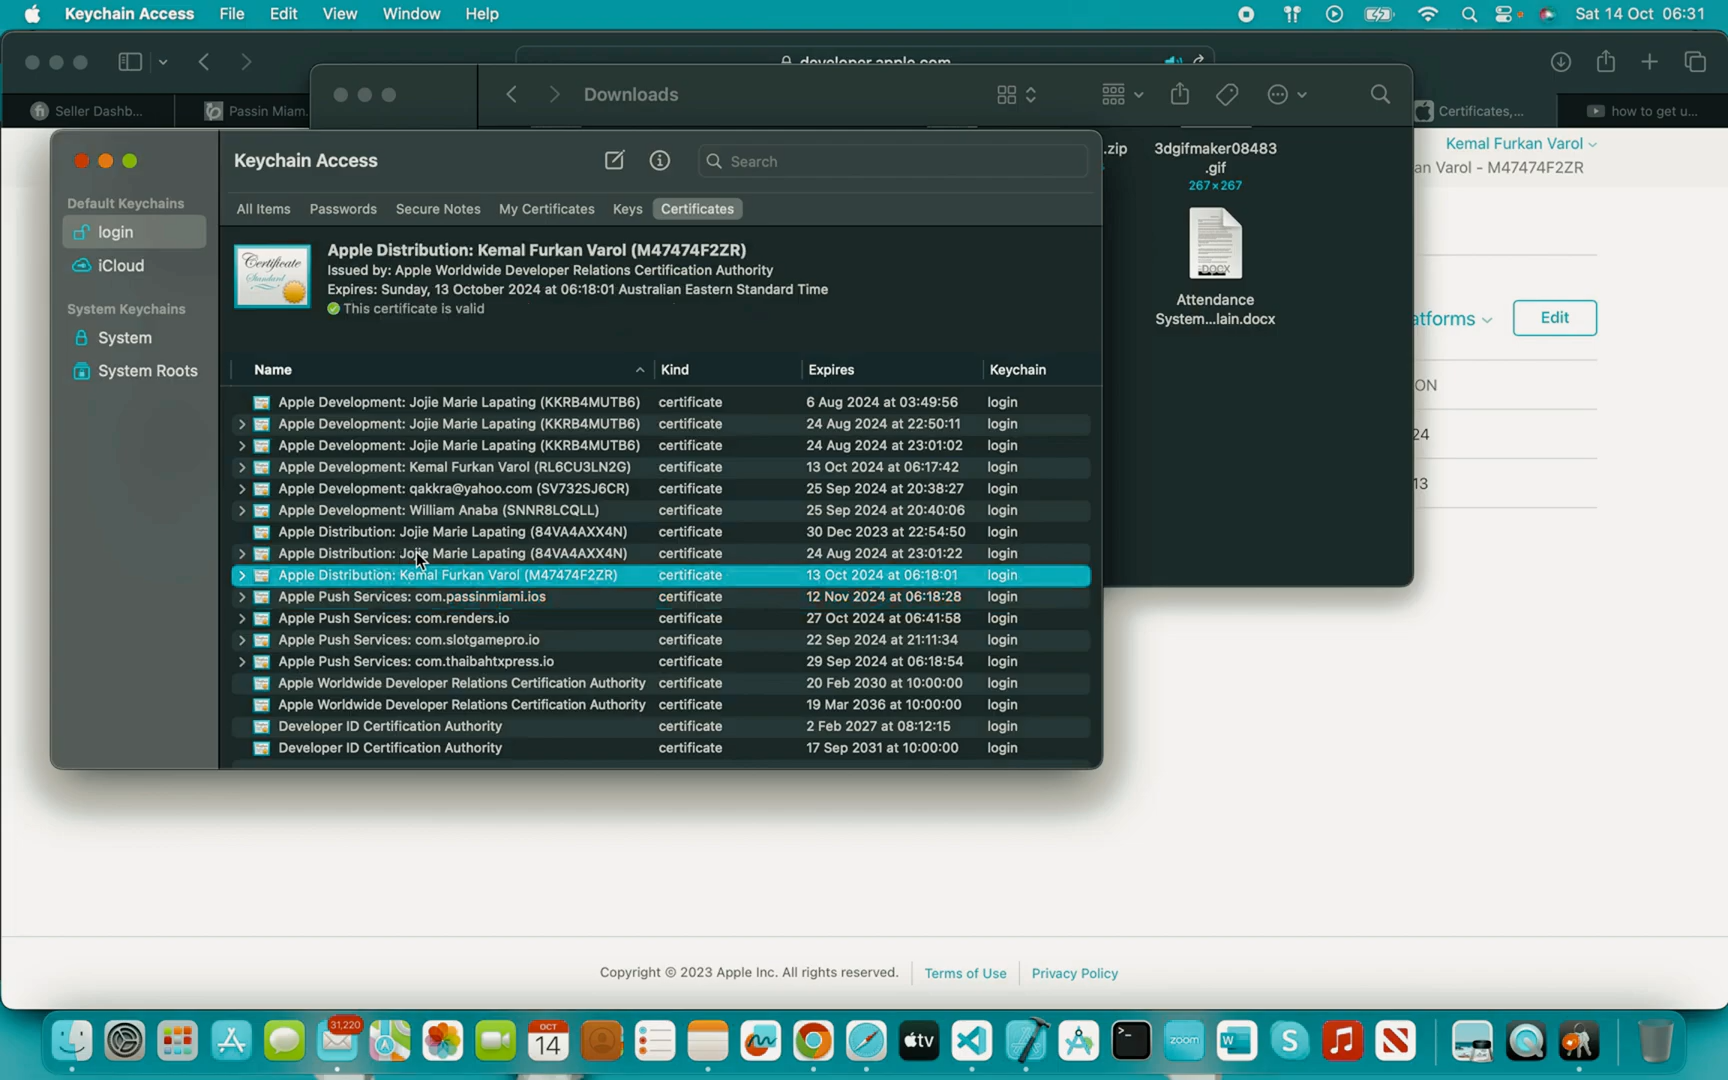 Keychain Access File Edit View Window Help
Sat 14 Oct 06:31
developer.apple.com
Seller Dashb...
Passin Miam.
Downloads
Certificates,...
how to get u...
Kemal Furkan Varol
an Varol - M47474F2ZR
.zip
3dgifmaker08483
.gif
267×267
DOCX
Attendance
System...lain.docx
atforms
Edit
ON
24
13
Default Keychains
login
iCloud
System Keychains
System
System Roots
Keychain Access
Search
All Items Passwords Secure Notes My Certificates Keys Certificates
Certificate
Standard
Apple Distribution: Kemal Furkan Varol (M47474F2ZR)
Issued by: Apple Worldwide Developer Relations Certification Authority
Expires: Sunday, 13 October 2024 at 06:18:01 Australian Eastern Standard Time
This certificate is valid
Name Kind Expires Keychain
Apple Development: Jojie Marie Lapating (KKRB4MUTB6) certificate 6 Aug 2024 at 03:49:56 login
Apple Development: Jojie Marie Lapating (KKRB4MUTB6) certificate 24 Aug 2024 at 22:50:11 login
Apple Development: Jojie Marie Lapating (KKRB4MUTB6) certificate 24 Aug 2024 at 23:01:02 login
Apple Development: Kemal Furkan Varol (RL6CU3LN2G) certificate 13 Oct 2024 at 06:17:42 login
Apple Development: qakkra@yahoo.com (SV732SJ6CR) certificate 25 Sep 2024 at 20:38:27 login
Apple Development: William Anaba (SNNR8LCQLL) certificate 25 Sep 2024 at 20:40:06 login
Apple Distribution: Jojie Marie Lapating (84VA4AXX4N) certificate 30 Dec 2023 at 22:54:50 login
Apple Distribution: Jojie Marie Lapating (84VA4AXX4N) certificate 24 Aug 2024 at 23:01:22 login
Apple Distribution: Kemal Furkan Varol (M47474F2ZR) certificate 13 Oct 2024 at 06:18:01 login
Apple Push Services: com.passinmiami.ios certificate 12 Nov 2024 at 06:18:28 login
Apple Push Services: com.renders.io certificate 27 Oct 2024 at 06:41:58 login
Apple Push Services: com.slotgamepro.io certificate 22 Sep 2024 at 21:11:34 login
Apple Push Services: com.thaibahtxpress.io certificate 29 Sep 2024 at 06:18:54 login
Apple Worldwide Developer Relations Certification Authority certificate 20 Feb 2030 at 10:00:00 login
Apple Worldwide Developer Relations Certification Authority certificate 19 Mar 2036 at 10:00:00 login
Developer ID Certification Authority certificate 2 Feb 2027 at 08:12:15 login
Developer ID Certification Authority certificate 17 Sep 2031 at 10:00:00 login
Copyright © 2023 Apple Inc. All rights reserved. Terms of Use Privacy Policy
31,220
OCT
14
tv
zoom
W
S